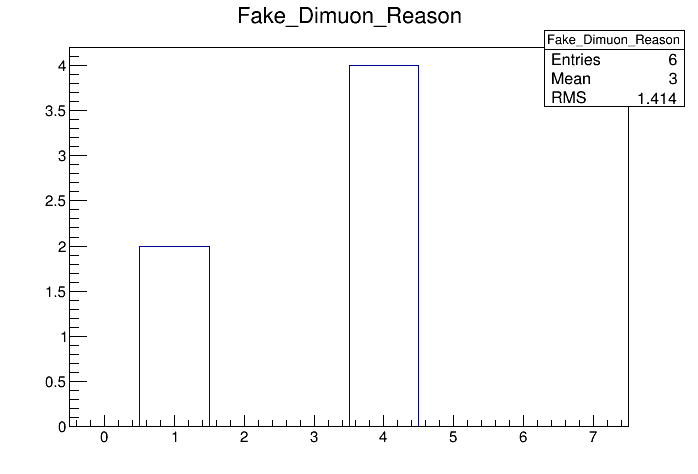 Fake_Dimuon_Reason
Fake_Dimuon_Reason
Entries 6
Mean 3
RMS 1.414
4
3.5
3
2.5
2
1.5
1
0.5
0
0 1 2 3 4 5 6 7